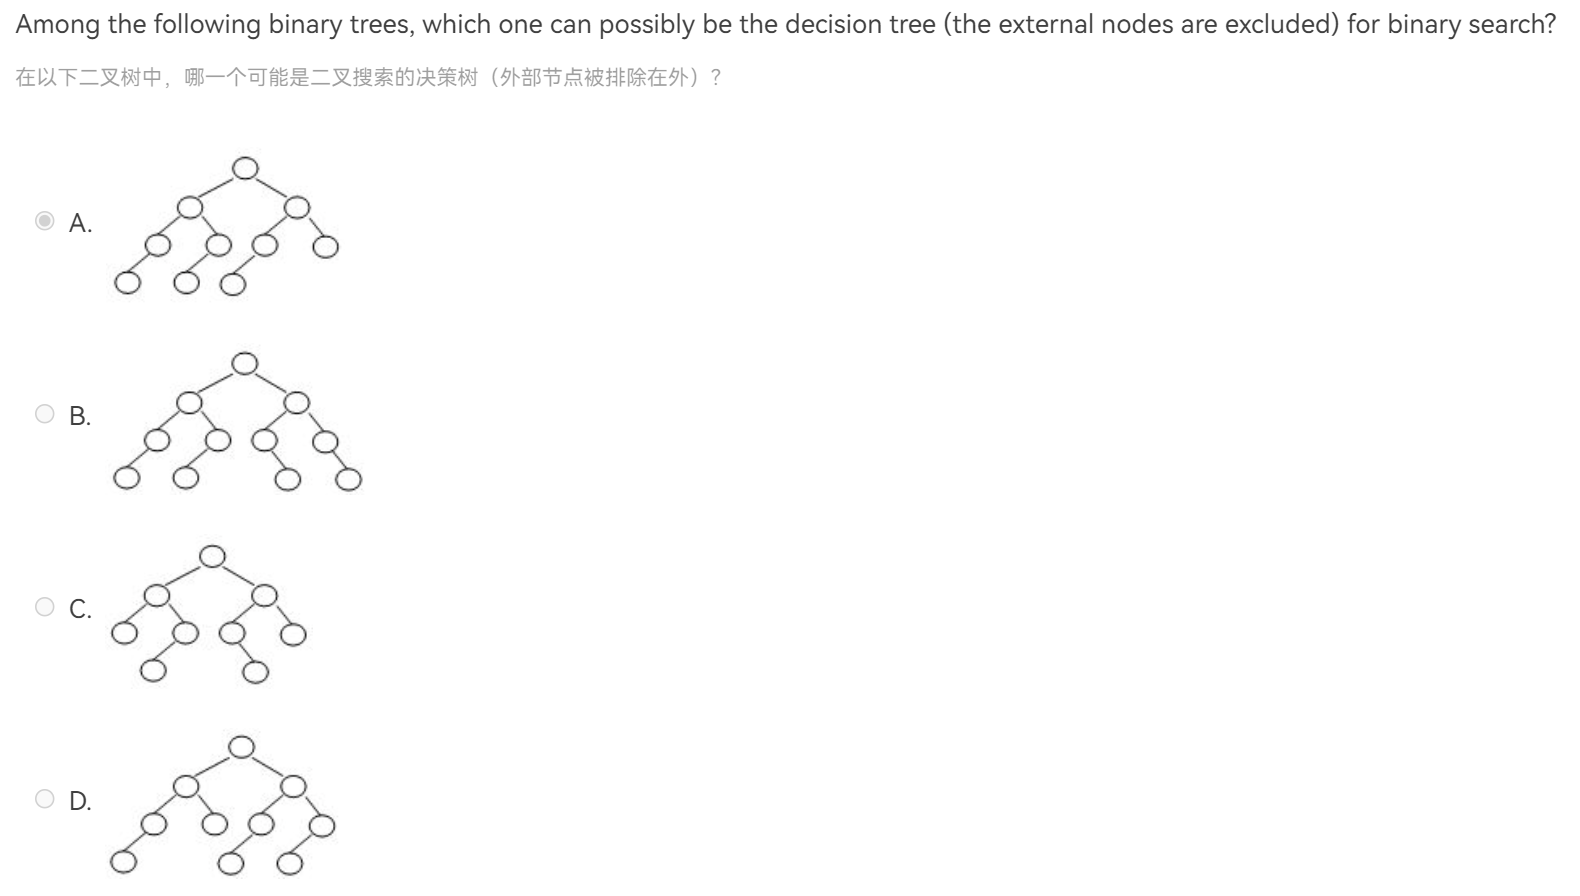 Among the following binary trees, which one can possibly be the decision tree (the external nodes are excluded) for binary search?
在以下二叉树中，哪一个可能是二叉搜索的决策树（外部节点被排除在外）？
A.
B.
C.
D.